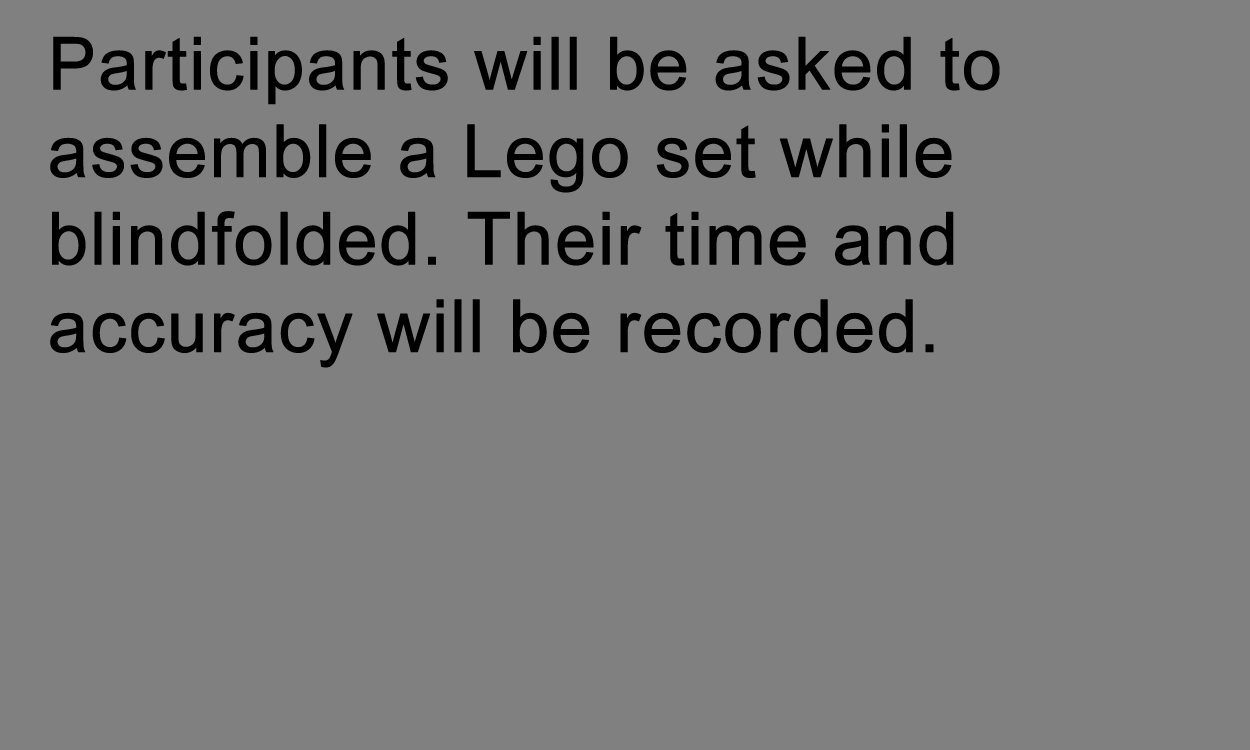 Participants will be asked to
assemble a Lego set while
blindfolded. Their time and
accuracy will be recorded.